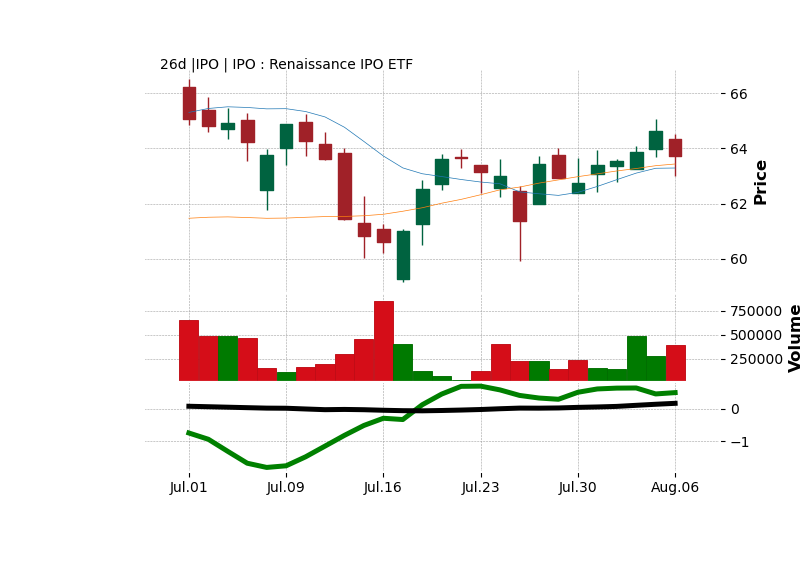 26d |IPO | IPO : Renaissance IPO ETF
66
64
62
60
Price
750000
500000
250000
Volume
0
−1
Jul.01
Jul.09
Jul.16
Jul.23
Jul.30
Aug.06